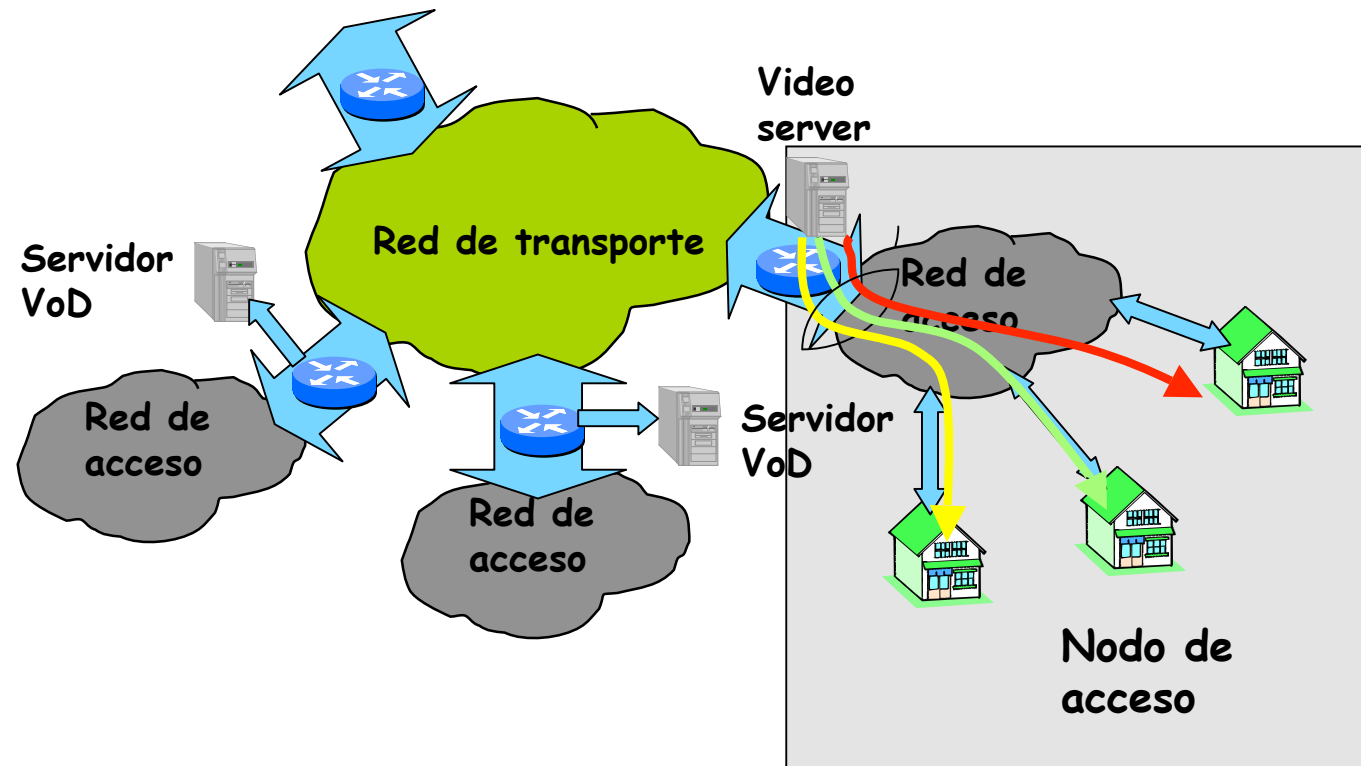 Video
server
Red de transporte
Servidor
VoD
Red de
acceso
Red de
acceso
Servidor
VoD
Red de
acceso
Nodo de
acceso